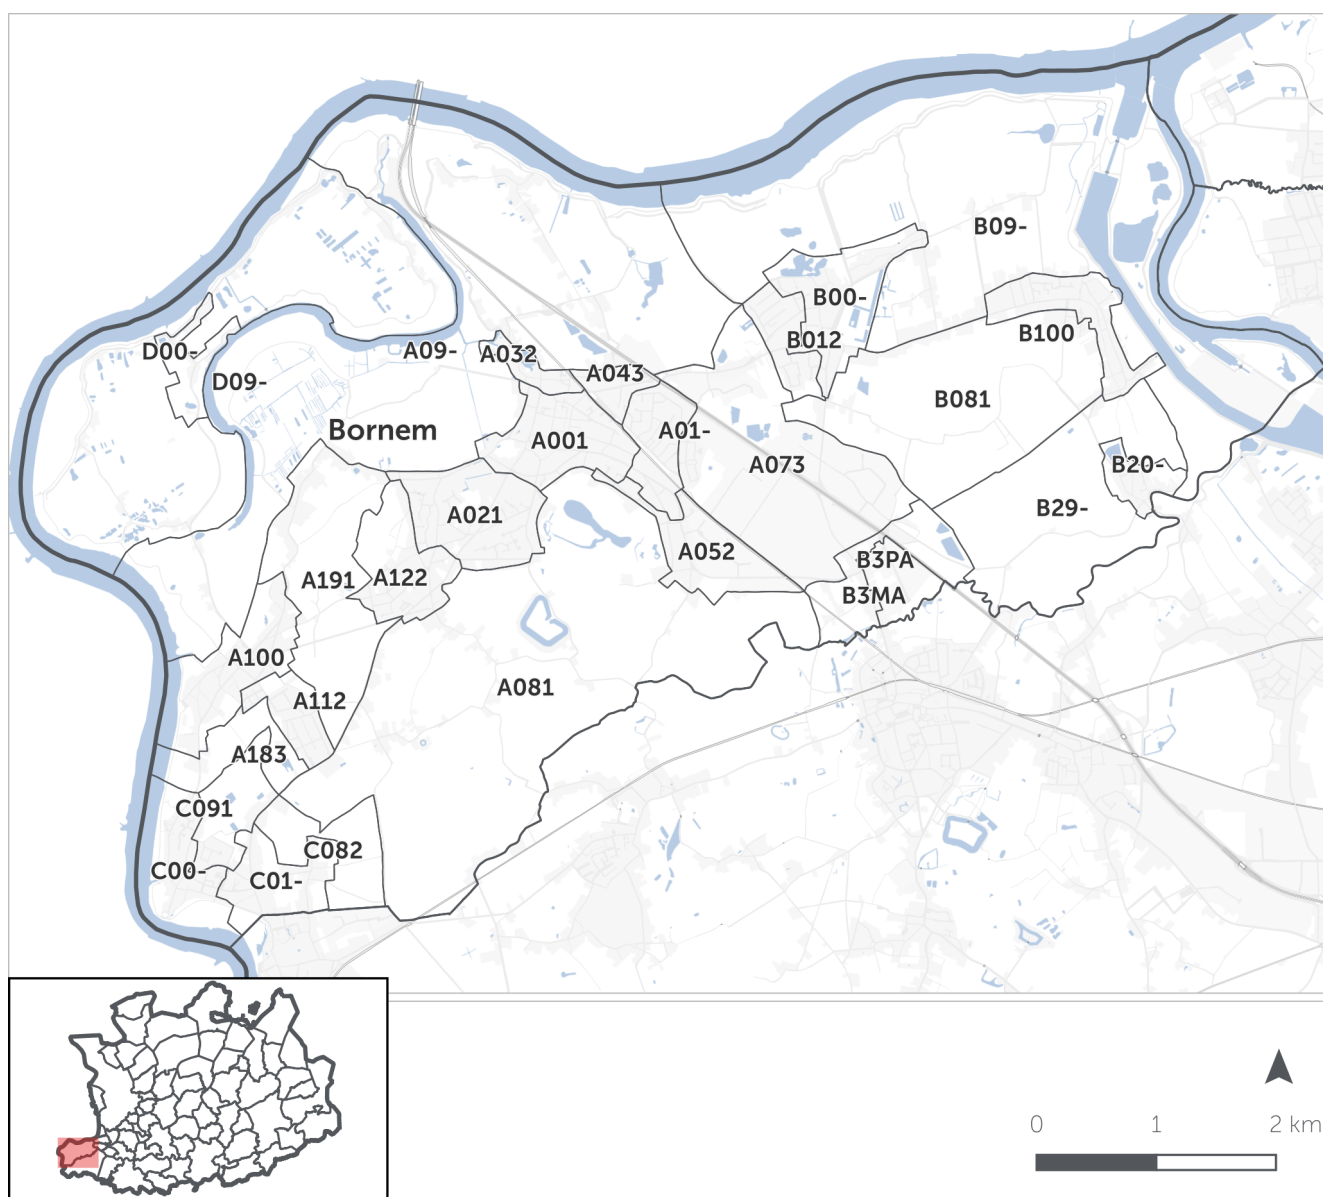 B09-
B00-
B012
B100
D00-
A09-
A032
A043
D09-
B081
Bornem
A001
A01-
A073
B20-
A021
B29-
A052
B3PA
A191
A122
B3MA
A100
A081
A112
A183
C091
C082
C00-
C01-
0 1 2 km